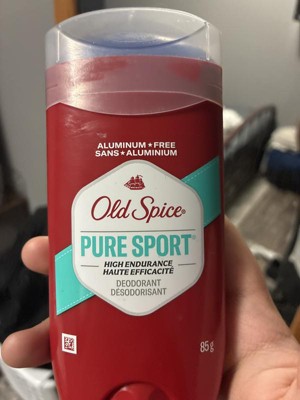 ALUMINUM★FREE
SANS★ALUMINIUM
Old Spice®
PURE SPORT®
HIGH ENDURANCE
HAUTE EFFICACITÉ
DEODORANT
DÉSODORISANT
85 g